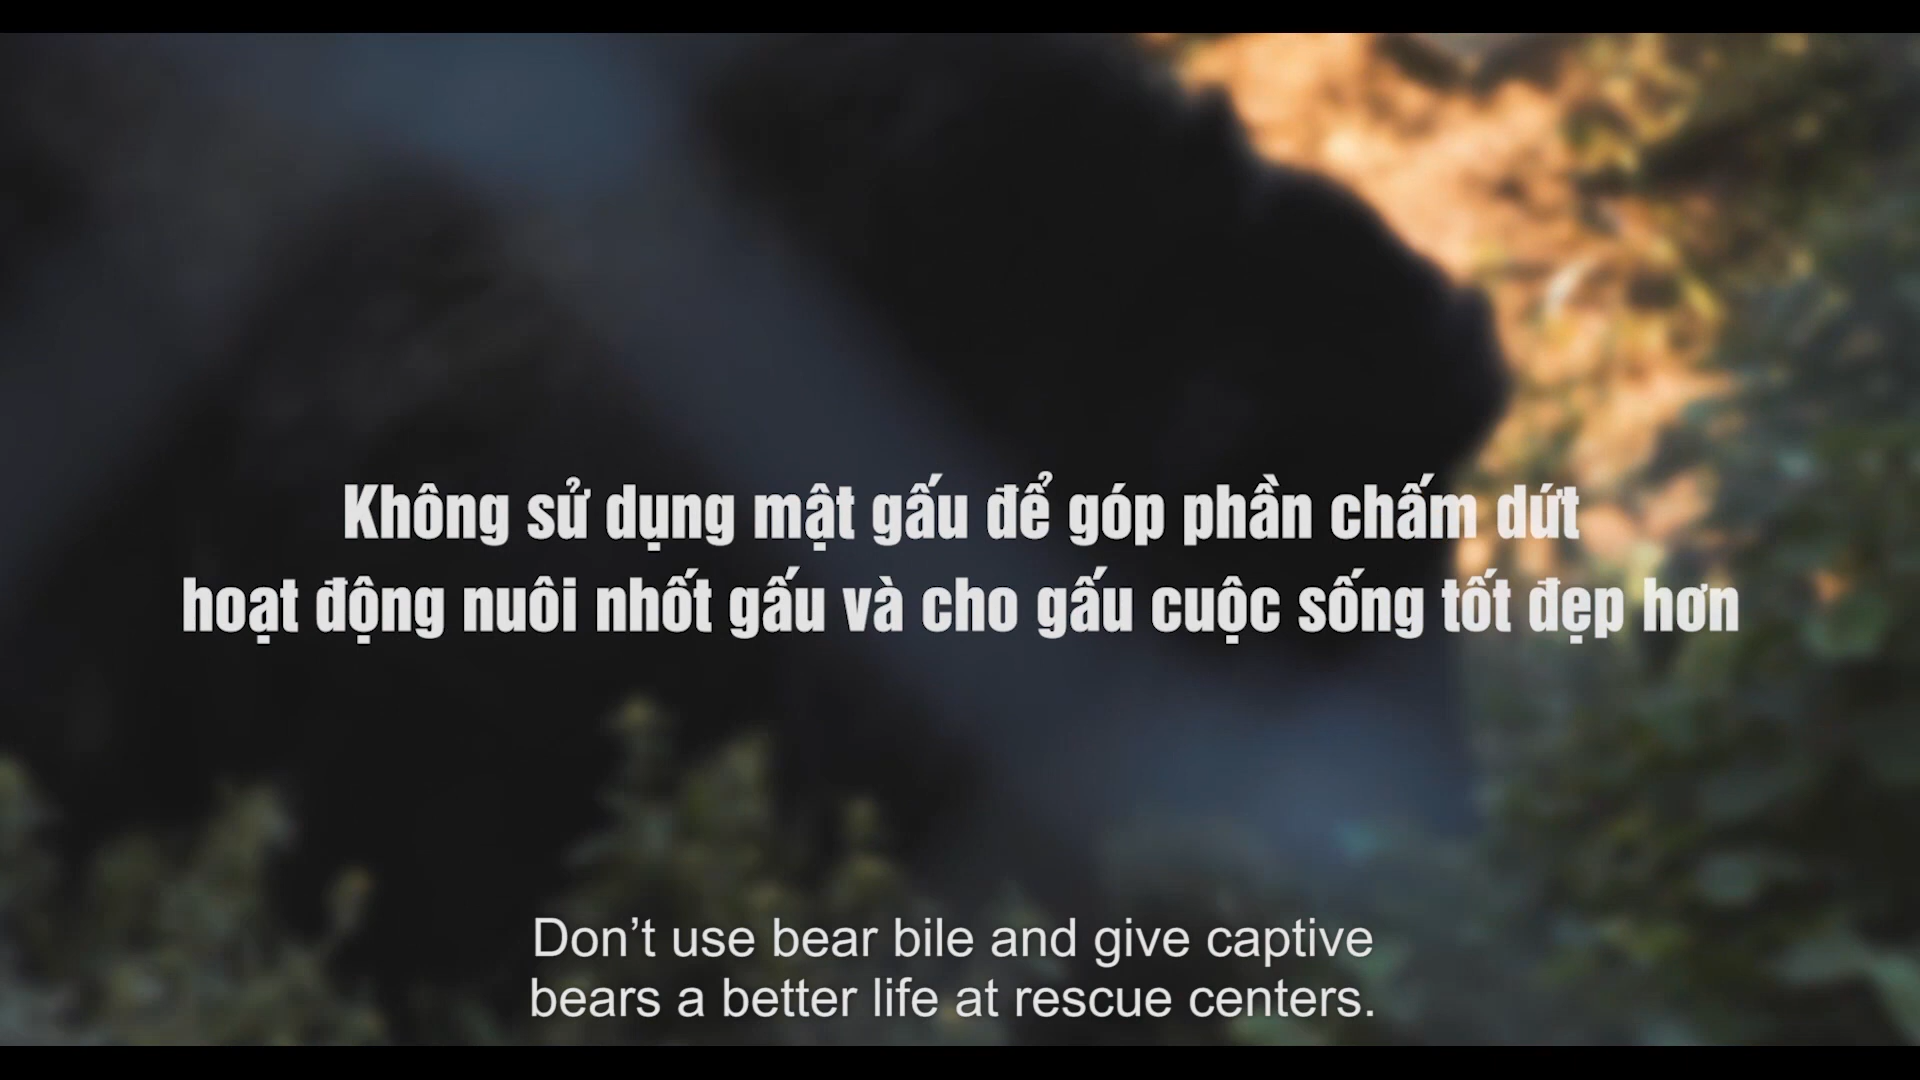 Không sử dụng mật gấu để góp phần chấm dứt
hoạt động nuôi nhốt gấu và cho gấu cuộc sống tốt đẹp hơn
Don’t use bear bile and give captive
bears a better life at rescue centers.